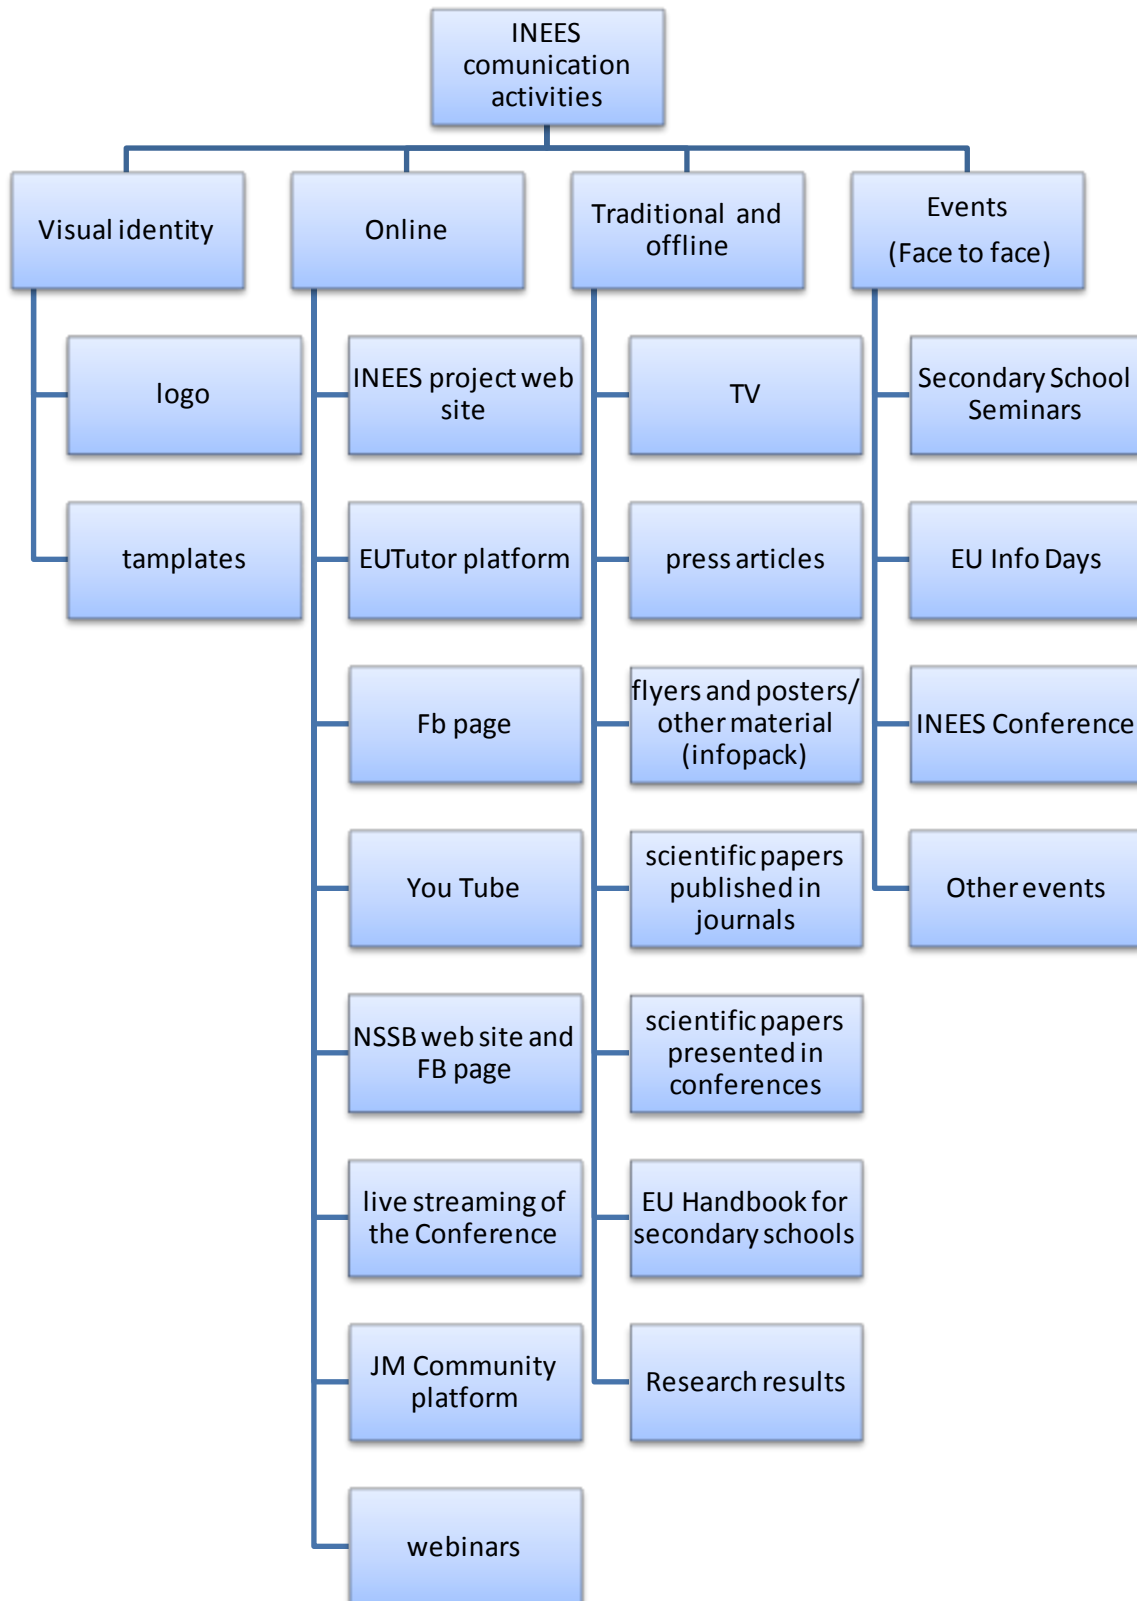 INEES
comunication
activities
Visual identity
logo
tamplates
Online
INEES project web
site
EUTutor platform
Fb page
You Tube
NSSB web site and
FB page
live streaming of
the Conference
JM Community
platform
webinars
Traditional and
offline
TV
press articles
flyers and posters/
other material
(infopack)
scientific papers
published in
journals
scientific papers
presented in
conferences
EU Handbook for
secondary schools
Research results
Events
(Face to face)
Secondary School
Seminars
EU Info Days
INEES Conference
Other events